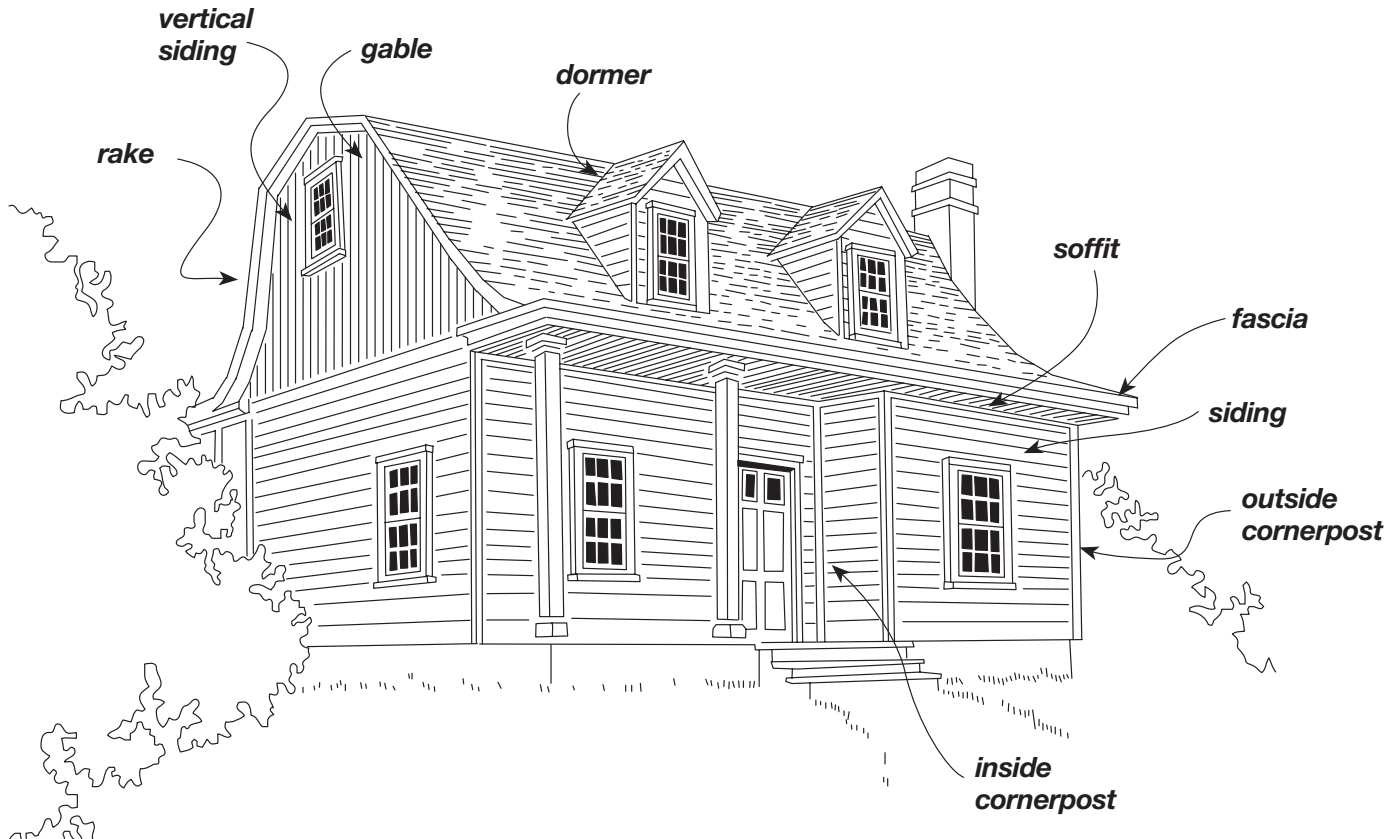 vertical
siding
gable
dormer
rake
soffit
fascia
siding
outside
cornerpost
inside
cornerpost